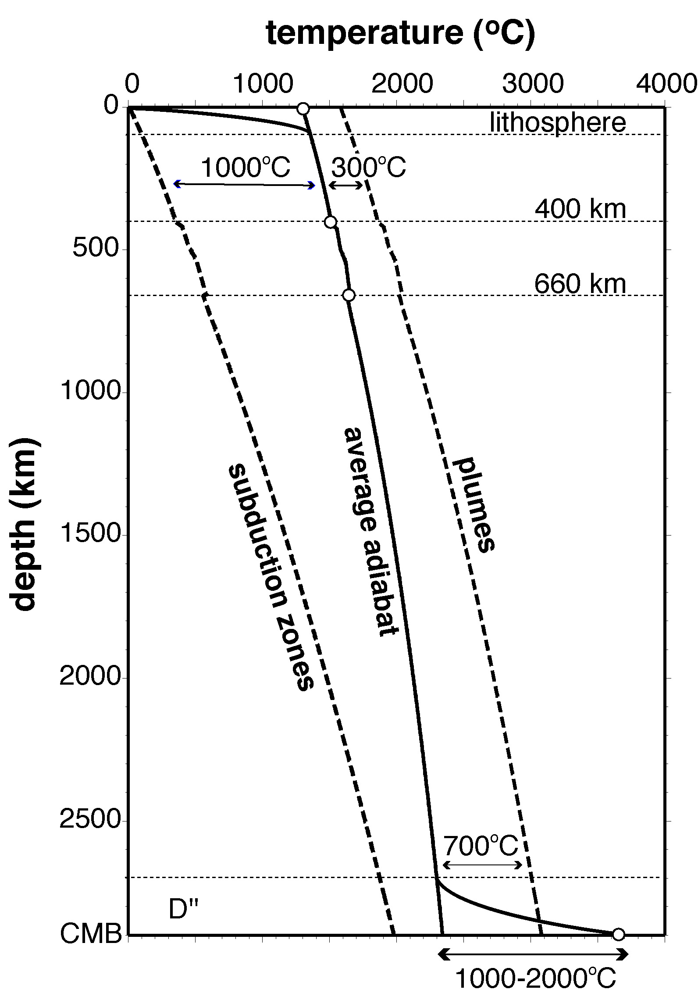 temperature (°C)
0 1000 2000 3000 4000
0
lithosphere
1000°C 300°C
400 km
500
660 km
1000
average adiabat
plumes
subduction zones
depth (km)
1500
2000
2500
700°C
D"
CMB
1000-2000°C